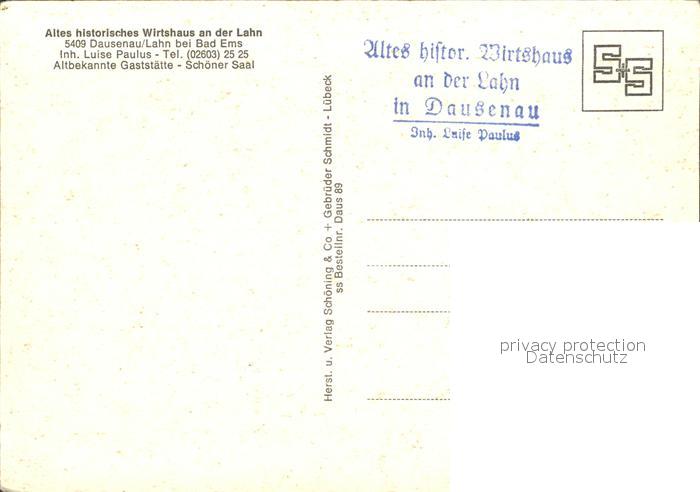 Altes historisches Wirtshaus an der Lahn
5409 Dausenau/Lahn bei Bad Ems
Inh. Luise Paulus - Tel. (02603) 25 25
Altbekannte Gaststätte - Schöner Saal
Herst. u. Verlag Schöning & Co + Gebrüder Schmidt - Lübeck
ss Bestellnr. Daus 89
Altes histor. Wirtshaus
an der Lahn
in Dausenau
Inh. Luise Paulus
S+S
privacy protection
Datenschutz